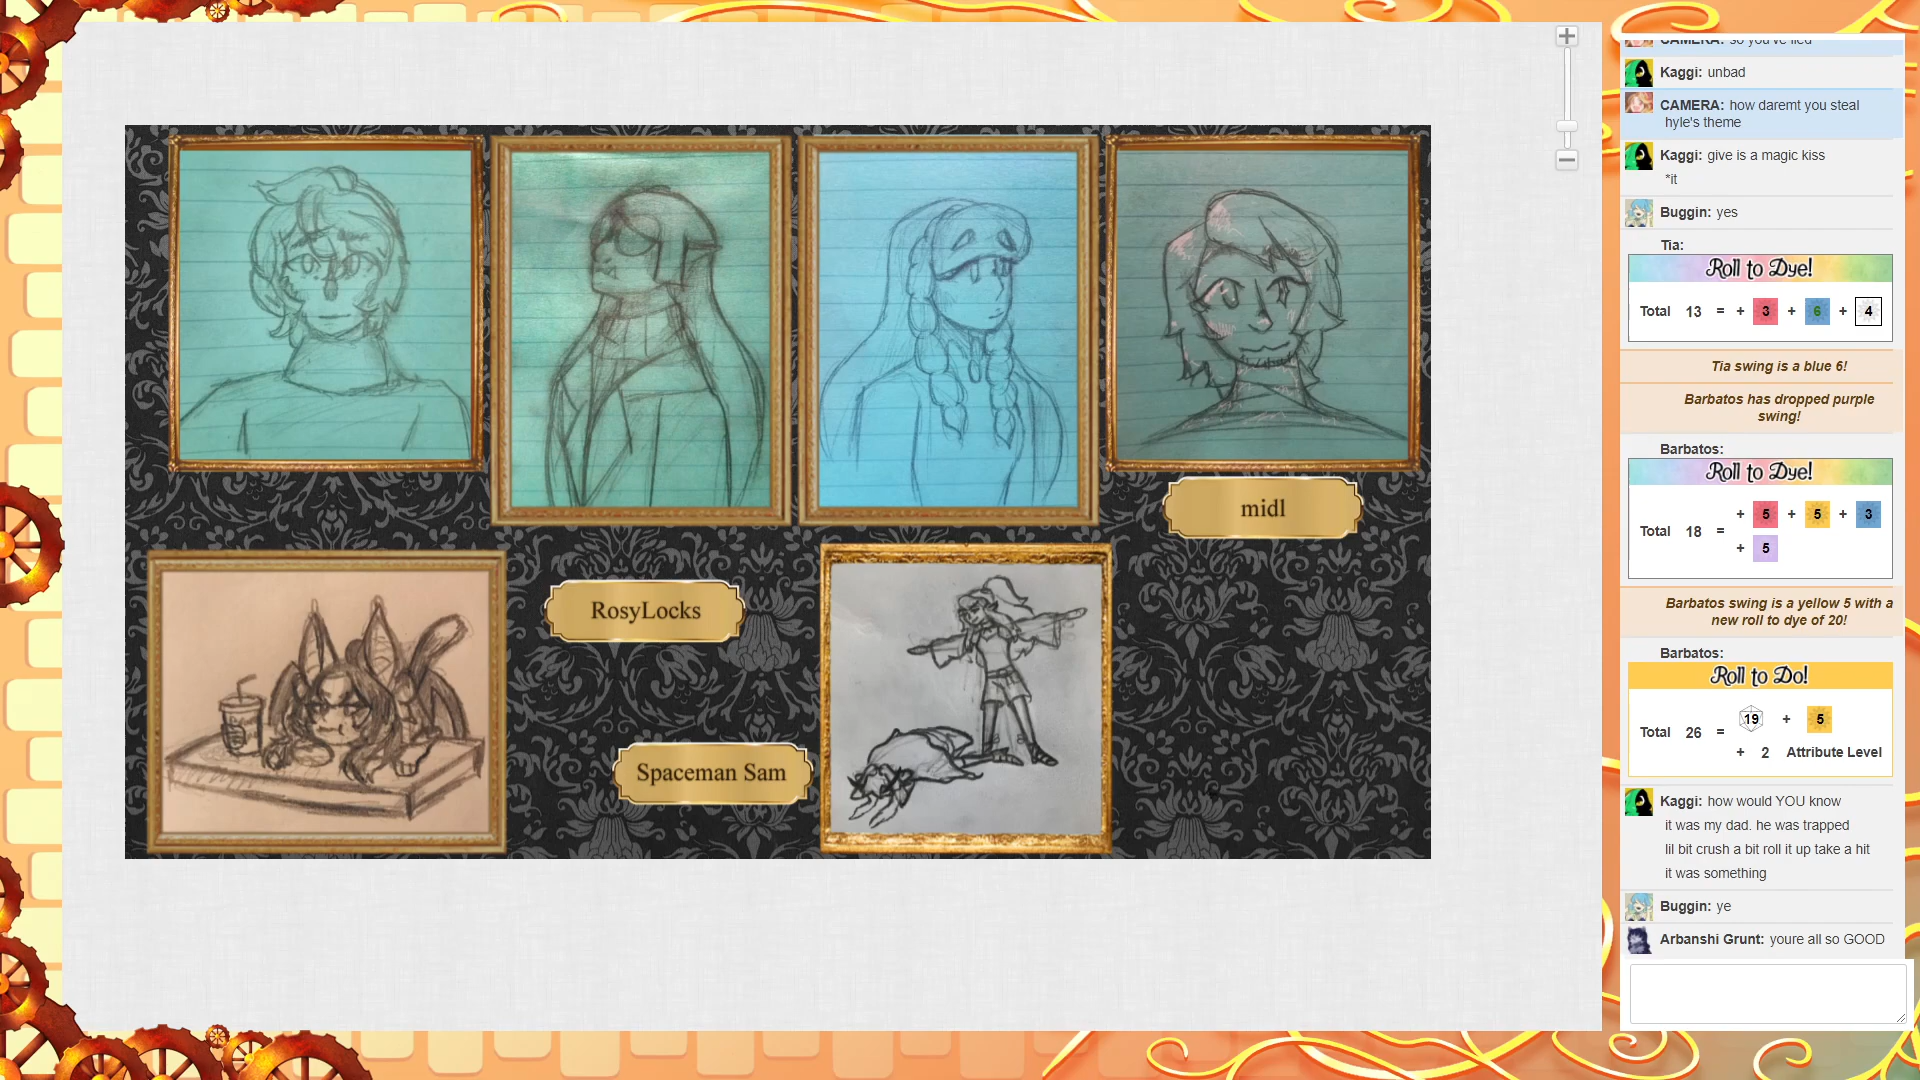 midl
RosyLocks
Spaceman Sam
CAMERA: so you've lied
Kaggi: unbad
CAMERA: how daremt you steal
hyle's theme
Kaggi: give is a magic kiss
*it
Buggin: yes
Tia:
Roll to Dye!
Total 13 = + 3 + 6 + 4
Tia swing is a blue 6!
Barbatos has dropped purple
swing!
Barbatos:
Roll to Dye!
+ 5 + 5 + 3
Total 18 =
+ 5
Barbatos swing is a yellow 5 with a
new roll to dye of 20!
Barbatos:
Roll to Do!
19 + 5
Total 26 =
+ 2 Attribute Level
Kaggi: how would YOU know
it was my dad. he was trapped
lil bit crush a bit roll it up take a hit
it was something
Buggin: ye
Arbanshi Grunt: youre all so GOOD